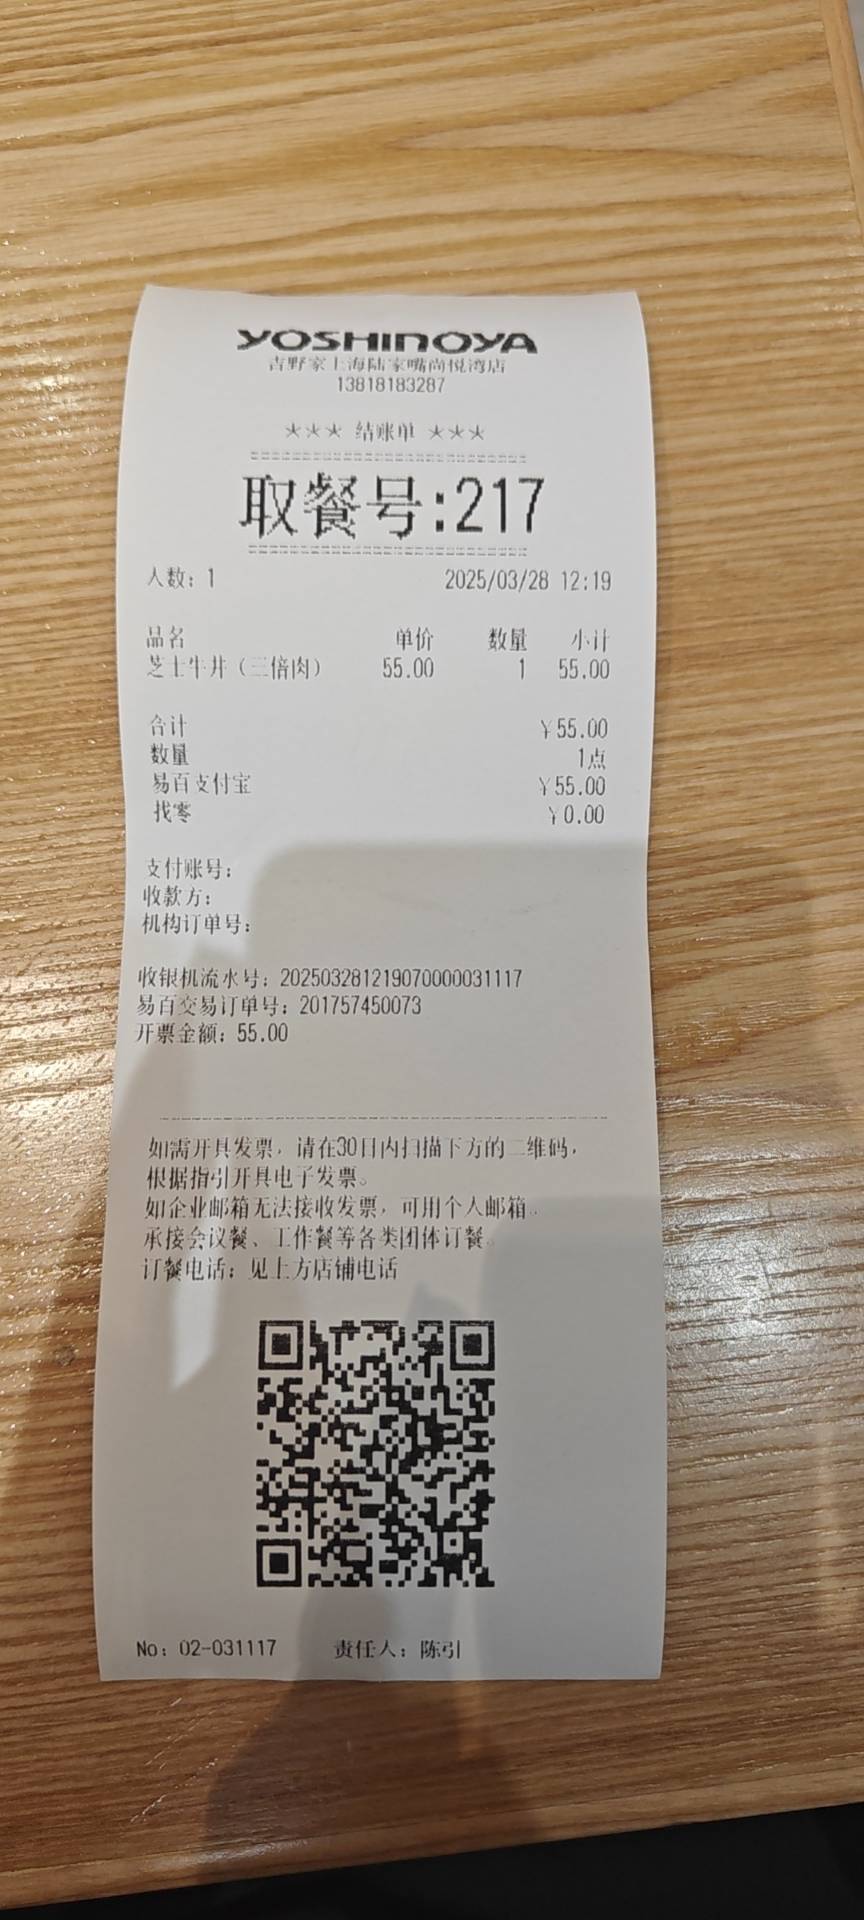 YOSHINOYA
吉野家上海陆家嘴尚悦湾店
13818183287
*** 结账单 ***
取餐号:217
人数: 1 2025/03/28 12:19
品名 单价 数量 小计
芝士牛丼（三倍肉） 55.00 1 55.00
合计 ¥55.00
数量 1点
易百支付宝 ¥55.00
找零 ¥0.00
支付账号:
收款方:
机构订单号:
收银机流水号: 2025032812190700000​31117
易百交易订单号: 201757450073
开票金额: 55.00
如需开具发票，请在30日内扫描下方的二维码，
根据指引开具电子发票。
如企业邮箱无法接收发票，可用个人邮箱。
承接会议餐、工作餐等各类团体订餐。
订餐电话: 见上方店铺电话
No: 02-031117 责任人: 陈引